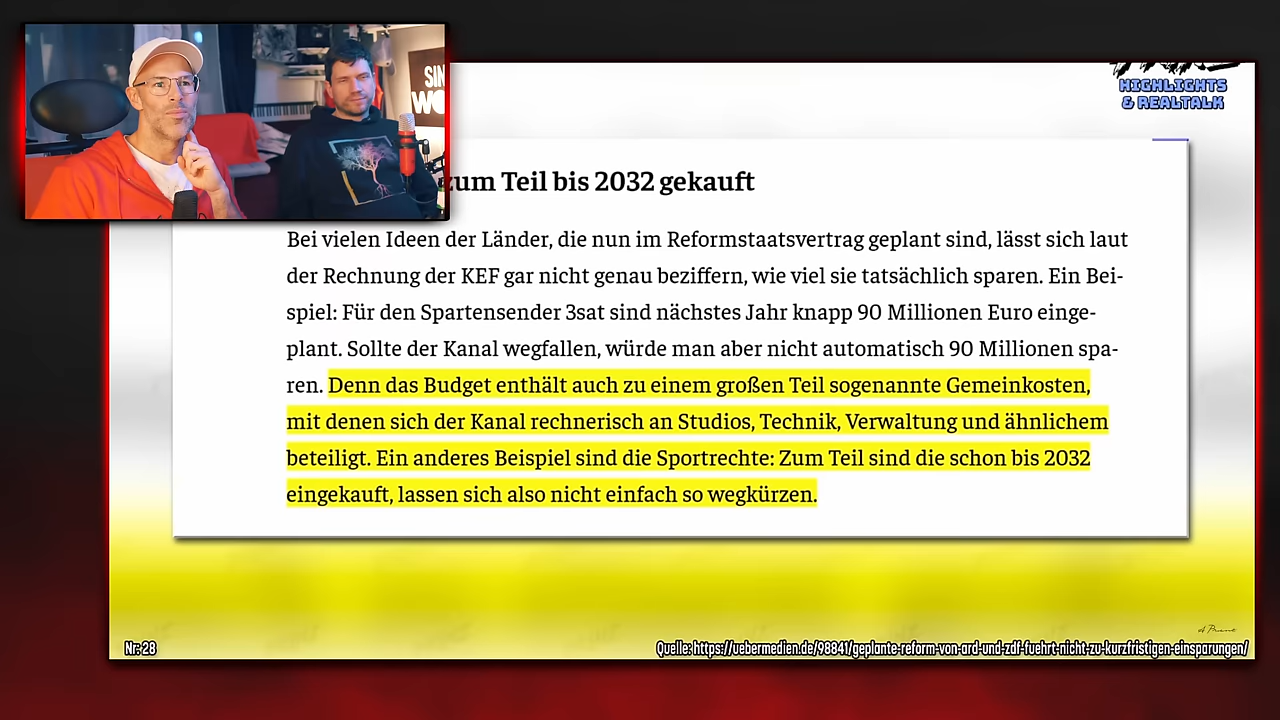 SIN
WO
HIGHLIGHTS
& REALTALK
zum Teil bis 2032 gekauft
Bei vielen Ideen der Länder, die nun im Reformstaatsvertrag geplant sind, lässt sich laut
der Rechnung der KEF gar nicht genau beziffern, wie viel sie tatsächlich sparen. Ein Bei-
spiel: Für den Spartensender 3sat sind nächstes Jahr knapp 90 Millionen Euro einge-
plant. Sollte der Kanal wegfallen, würde man aber nicht automatisch 90 Millionen spa-
ren. Denn das Budget enthält auch zu einem großen Teil sogenannte Gemeinkosten,
mit denen sich der Kanal rechnerisch an Studios, Technik, Verwaltung und ähnlichem
beteiligt. Ein anderes Beispiel sind die Sportrechte: Zum Teil sind die schon bis 2032
eingekauft, lassen sich also nicht einfach so wegkürzen.
Nr: 28
Quelle: https://uebermedien.de/98841/geplante-reform-von-ard-und-zdf-fuehrt-nicht-zu-kurzfristigen-einsparungen/